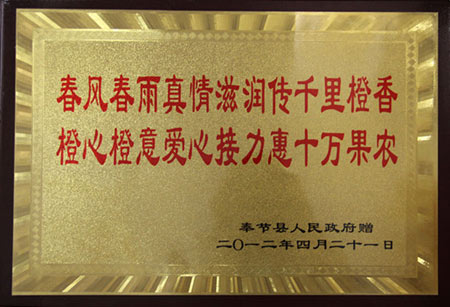 春风春雨真情滋润传千里橙香
橙心橙意爱心接力惠十万果农
奉节县人民政府赠
二〇一二年四月二十一日